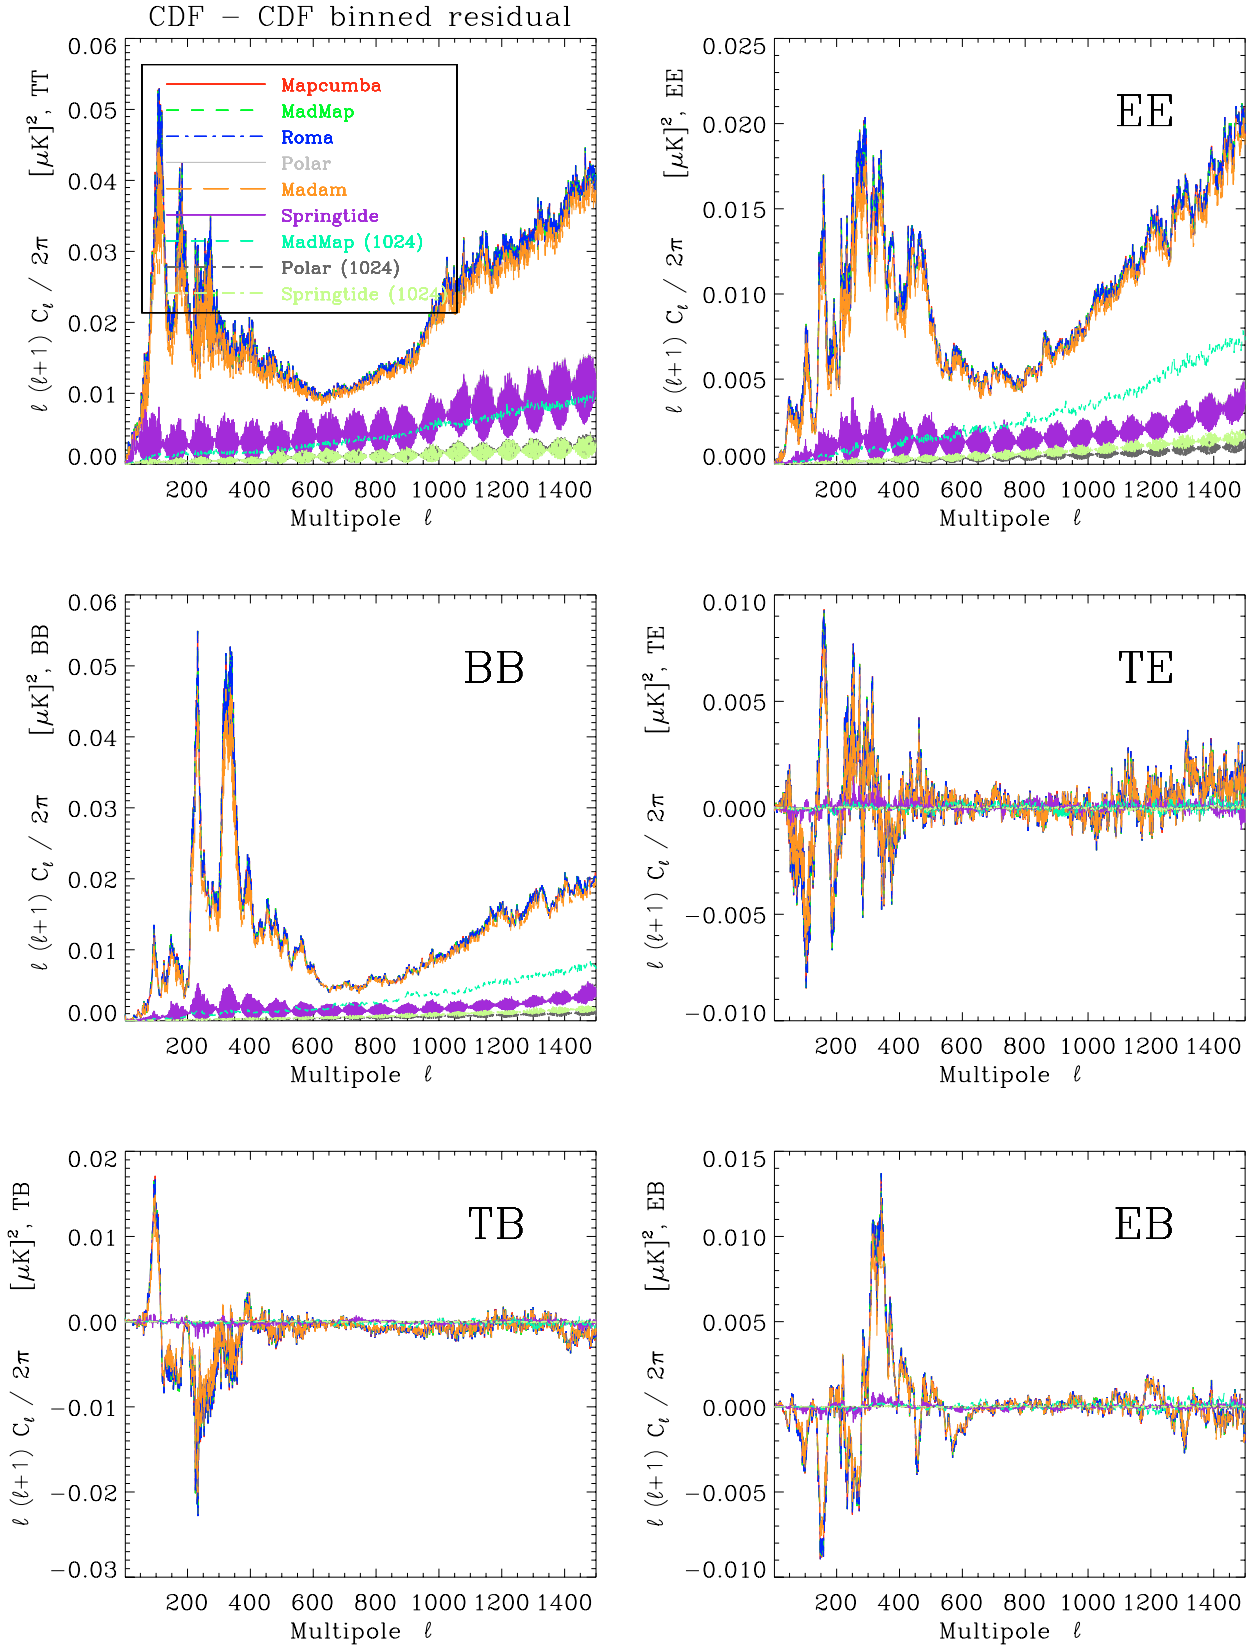 CDF − CDF binned residual
ℓ (ℓ+1) C_ℓ / 2π [μK]², TT
0.06
0.05
0.04
0.03
0.02
0.01
0.00
Mapcumba
MadMap
Roma
Polar
Madam
Springtide
MadMap (1024)
Polar (1024)
Springtide (1024
200 400 600 800 1000 1200 1400
Multipole ℓ
ℓ (ℓ+1) C_ℓ / 2π [μK]², EE
0.025
0.020
0.015
0.010
0.005
0.000
EE
200 400 600 800 1000 1200 1400
Multipole ℓ
ℓ (ℓ+1) C_ℓ / 2π [μK]², BB
0.06
0.05
0.04
0.03
0.02
0.01
0.00
BB
200 400 600 800 1000 1200 1400
Multipole ℓ
ℓ (ℓ+1) C_ℓ / 2π [μK]², TE
0.010
0.005
0.000
−0.005
−0.010
TE
200 400 600 800 1000 1200 1400
Multipole ℓ
ℓ (ℓ+1) C_ℓ / 2π [μK]², TB
0.02
0.01
0.00
−0.01
−0.02
−0.03
TB
200 400 600 800 1000 1200 1400
Multipole ℓ
ℓ (ℓ+1) C_ℓ / 2π [μK]², EB
0.015
0.010
0.005
0.000
−0.005
−0.010
EB
200 400 600 800 1000 1200 1400
Multipole ℓ